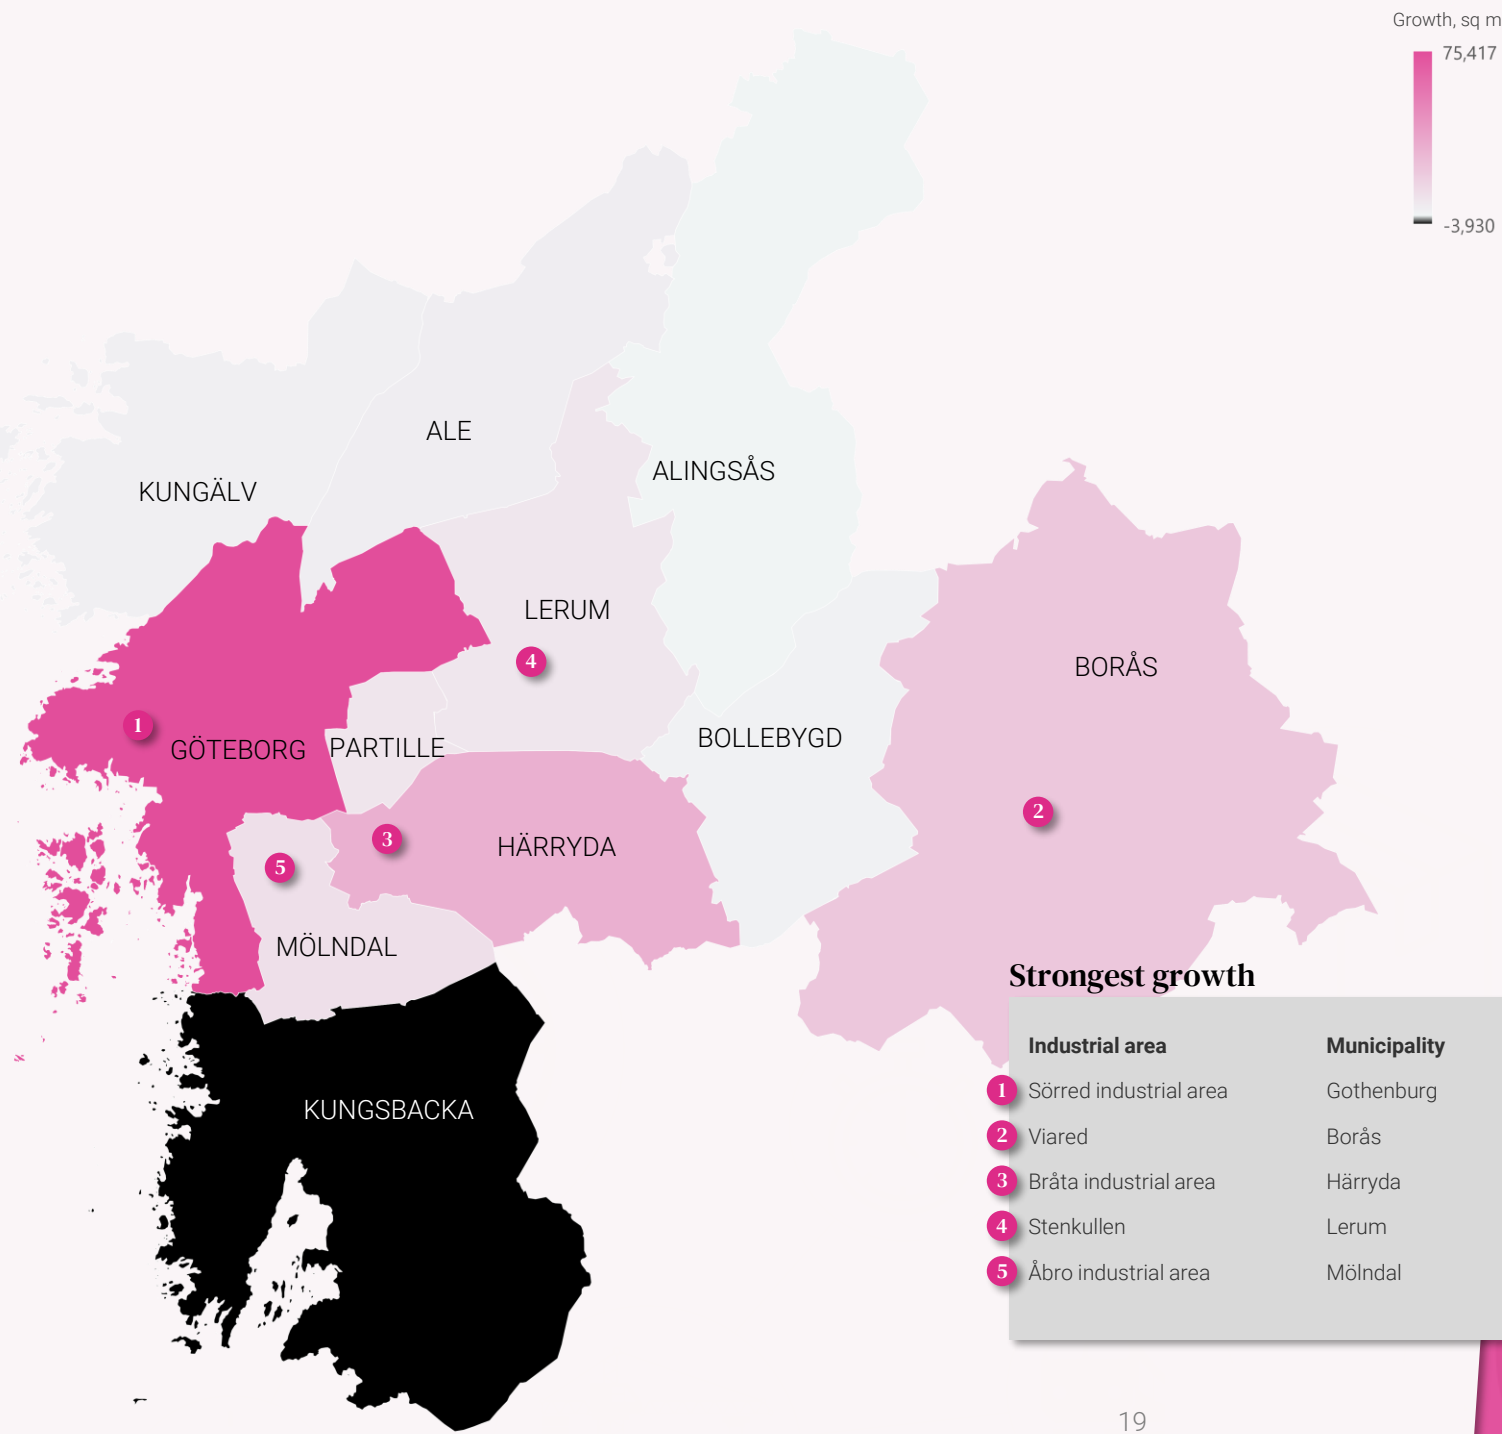 Growth, sq m
75,417
-3,930
ALE
ALINGSÅS
KUNGÄLV
LERUM
4
BORÅS
1
GÖTEBORG
PARTILLE
BOLLEBYGD
2
3
HÄRRYDA
5
MÖLNDAL
KUNGSBACKA
Strongest growth
Industrial area Municipality
1 Sörred industrial area Gothenburg
2 Viared Borås
3 Bråta industrial area Härryda
4 Stenkullen Lerum
5 Åbro industrial area Mölndal
19